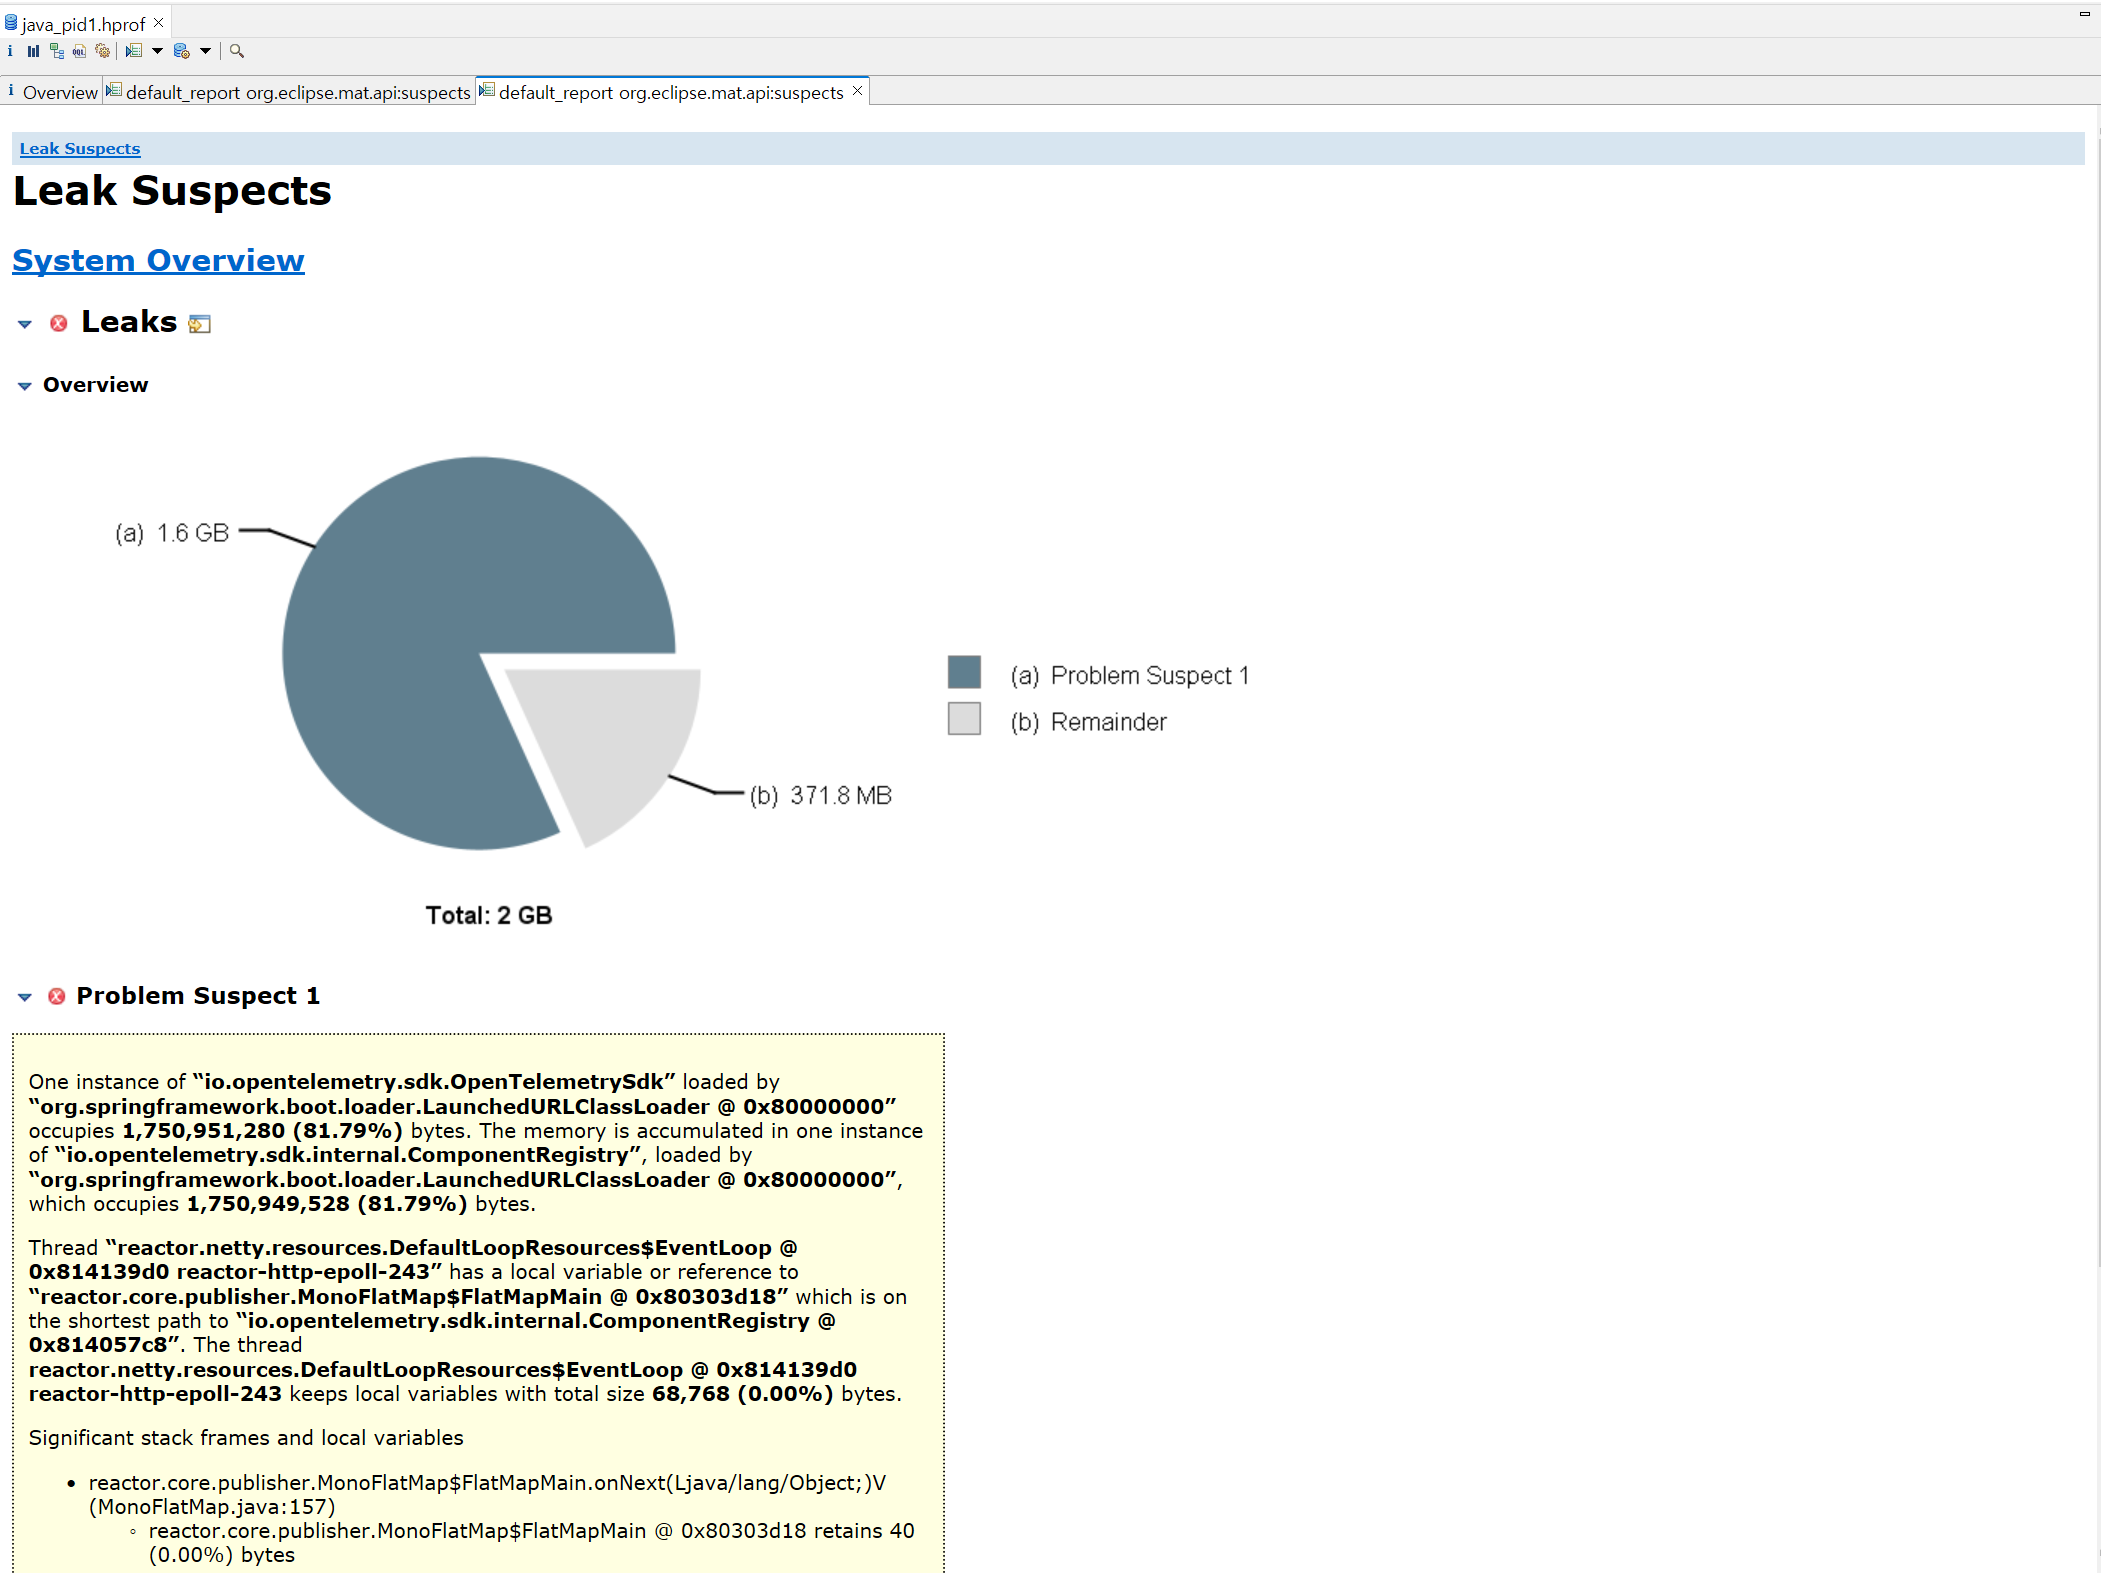 java_pid1.hprof
Overview
default_report org.eclipse.mat.api:suspects
default_report org.eclipse.mat.api:suspects
Leak Suspects
Leak Suspects
System Overview
Leaks
Overview
(a) 1.6 GB
(a) Problem Suspect 1
(b) Remainder
(b) 371.8 MB
Total: 2 GB
Problem Suspect 1
One instance of “io.opentelemetry.sdk.OpenTelemetrySdk” loaded by
“org.springframework.boot.loader.LaunchedURLClassLoader @ 0x80000000”
occupies 1,750,951,280 (81.79%) bytes. The memory is accumulated in one instance
of “io.opentelemetry.sdk.internal.ComponentRegistry”, loaded by
“org.springframework.boot.loader.LaunchedURLClassLoader @ 0x80000000”,
which occupies 1,750,949,528 (81.79%) bytes.
Thread “reactor.netty.resources.DefaultLoopResources$EventLoop @
0x814139d0 reactor-http-epoll-243” has a local variable or reference to
“reactor.core.publisher.MonoFlatMap$FlatMapMain @ 0x80303d18” which is on
the shortest path to “io.opentelemetry.sdk.internal.ComponentRegistry @
0x814057c8”. The thread
reactor.netty.resources.DefaultLoopResources$EventLoop @ 0x814139d0
reactor-http-epoll-243 keeps local variables with total size 68,768 (0.00%) bytes.
Significant stack frames and local variables
• reactor.core.publisher.MonoFlatMap$FlatMapMain.onNext(Ljava/lang/Object;)V
(MonoFlatMap.java:157)
◦ reactor.core.publisher.MonoFlatMap$FlatMapMain @ 0x80303d18 retains 40
(0.00%) bytes